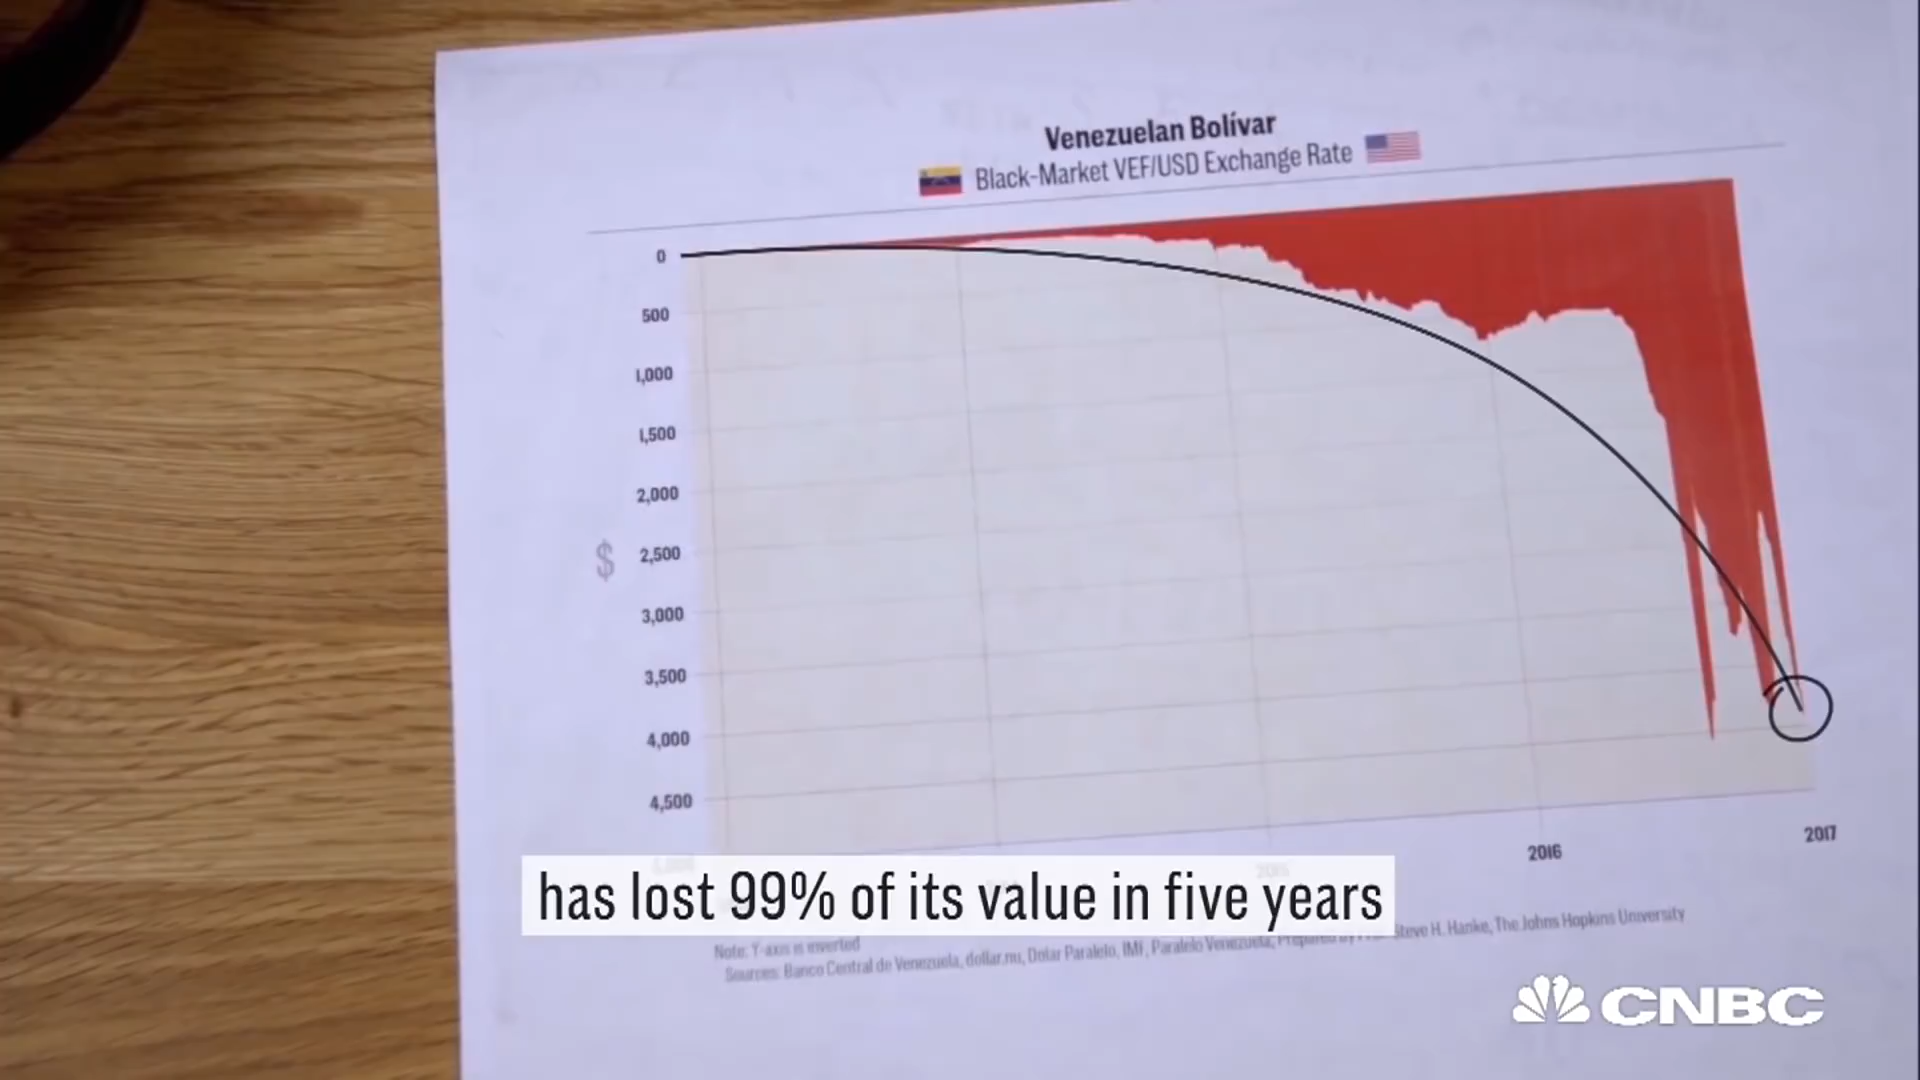 Venezuelan Bolívar
Black-Market VEF/USD Exchange Rate
0
500
1,000
1,500
2,000
2,500
$
3,000
3,500
4,000
4,500
2016
2017
has lost 99% of its value in five years
Note: Y-axis is inverted
Sources: Banco Central de Venezuela, dollar.nu, Dolar Paralelo, IMF, Paralelo Venezuela, Prepared by Steve H. Hanke, The Johns Hopkins University
CNBC